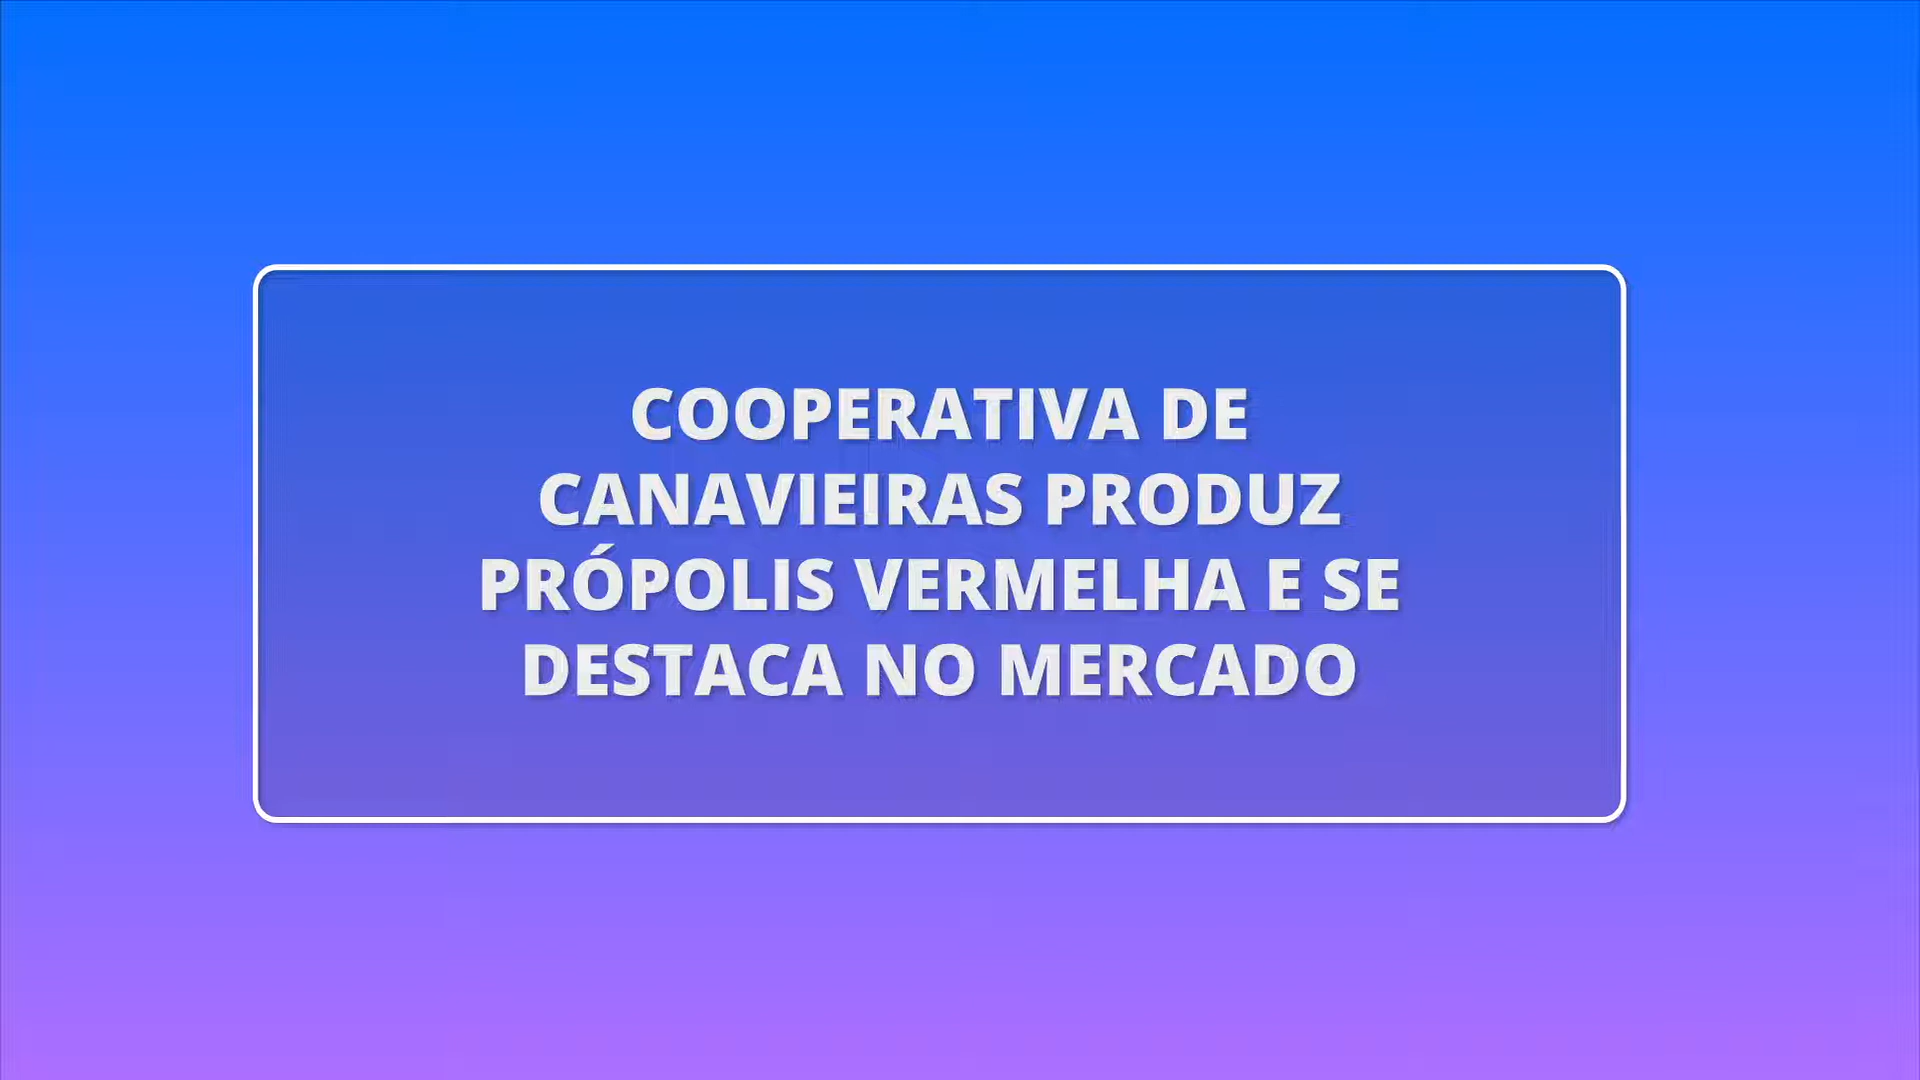 COOPERATIVA DE
CANAVIEIRAS PRODUZ
PRÓPOLIS VERMELHA E SE
DESTACA NO MERCADO